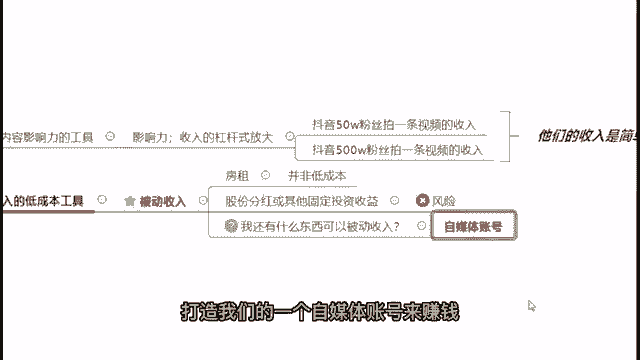 抖音50w粉丝拍一条视频的收入
内容影响力的工具 影响力；收入的杠杆式放大 他们的收入是简单
抖音500w粉丝拍一条视频的收入
房租 并非低成本
入的低成本工具 被动收入 股份分红或其他固定投资收益 风险
我还有什么东西可以被动收入？ 自媒体账号
打造我们的一个自媒体账号来赚钱